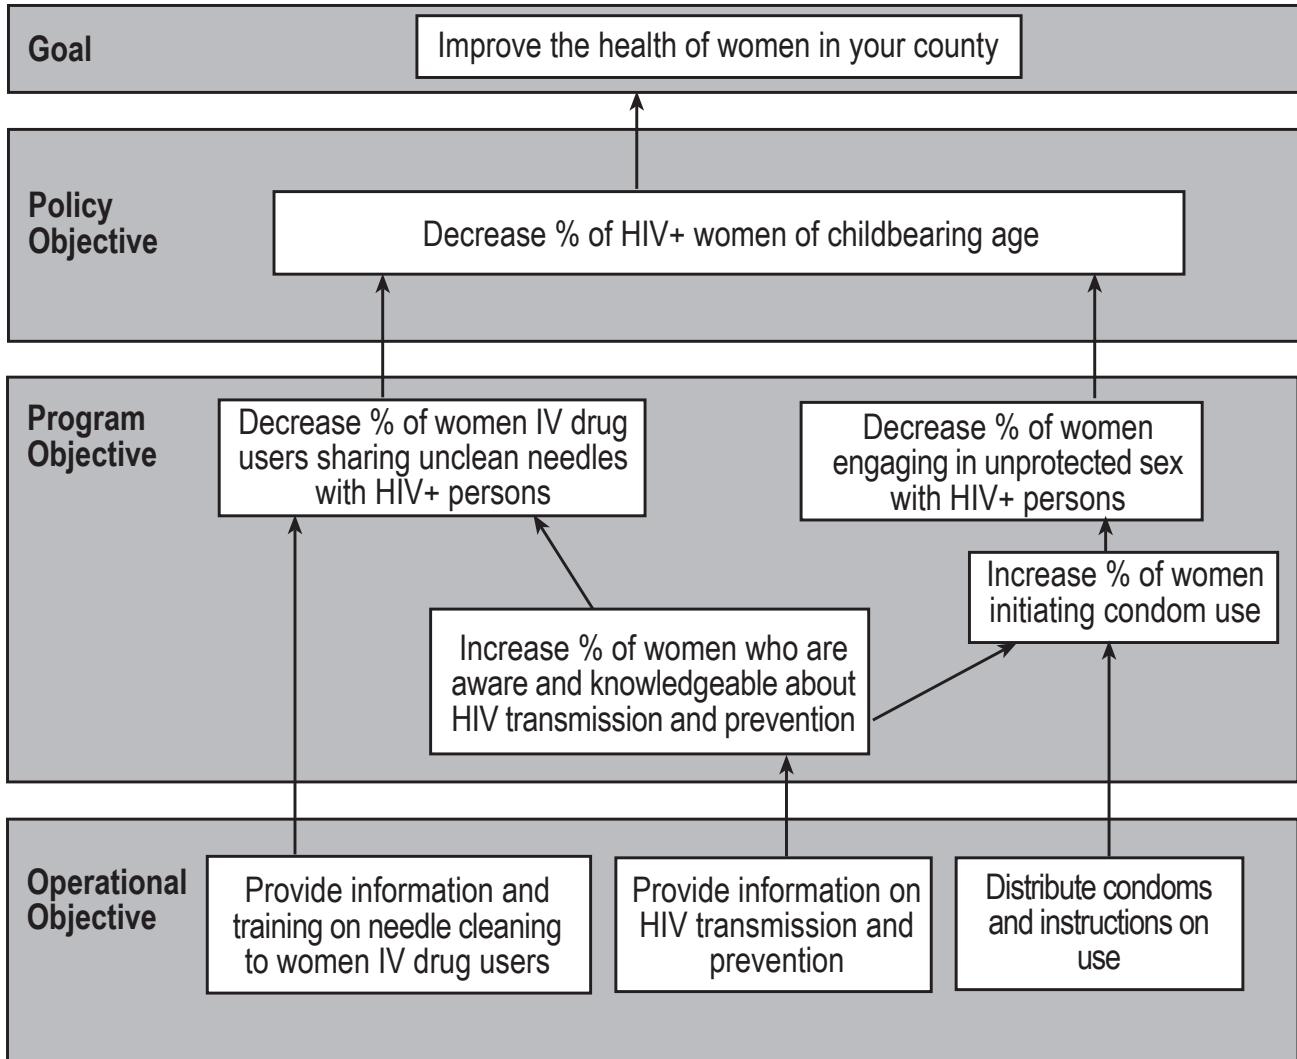 Goal
Improve the health of women in your county
Policy
Objective
Decrease % of HIV+ women of childbearing age
Program
Objective
Decrease % of women IV drug
users sharing unclean needles
with HIV+ persons
Decrease % of women
engaging in unprotected sex
with HIV+ persons
Increase % of women
initiating condom use
Increase % of women who are
aware and knowledgeable about
HIV transmission and prevention
Operational
Objective
Provide information and
training on needle cleaning
to women IV drug users
Provide information on
HIV transmission and
prevention
Distribute condoms
and instructions on
use